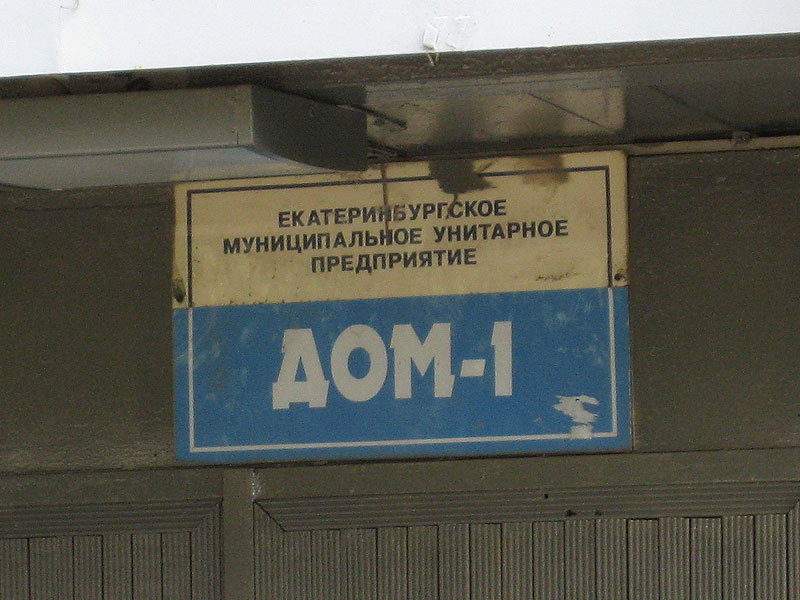 ЕКАТЕРИНБУРГСКОЕ
МУНИЦИПАЛЬНОЕ УНИТАРНОЕ
ПРЕДПРИЯТИЕ
ДОМ-1